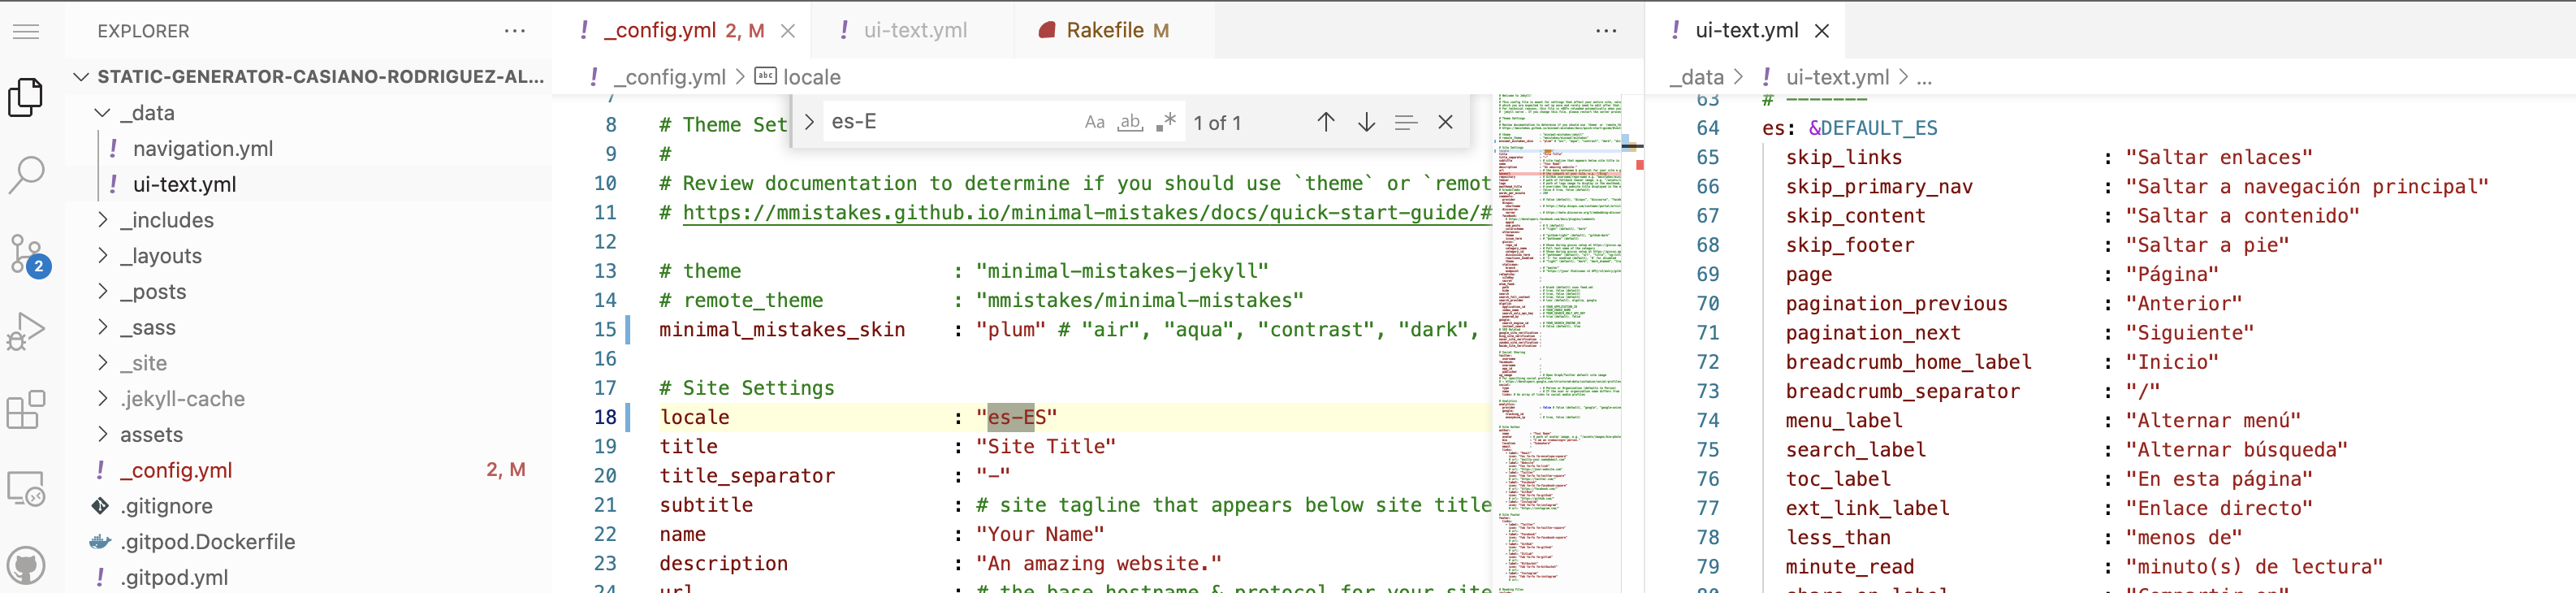 EXPLORER
STATIC-GENERATOR-CASIANO-RODRIGUEZ-AL...
_data
navigation.yml
ui-text.yml
_includes
_layouts
_posts
_sass
_site
.jekyll-cache
assets
_config.yml 2, M
.gitignore
.gitpod.Dockerfile
.gitpod.yml
2
_config.yml 2, M
ui-text.yml
Rakefile M
_config.yml > locale
es-E
Aa ab .*
1 of 1
7
8 # Theme Set
9 #
10 # Review documentation to determine if you should use `theme` or `remot
11 # https://mmistakes.github.io/minimal-mistakes/docs/quick-start-guide/#
12
13 # theme : "minimal-mistakes-jekyll"
14 # remote_theme : "mmistakes/minimal-mistakes"
15 minimal_mistakes_skin : "plum" # "air", "aqua", "contrast", "dark",
16
17 # Site Settings
18 locale : "es-ES"
19 title : "Site Title"
20 title_separator : "-"
21 subtitle : # site tagline that appears below site title
22 name : "Your Name"
23 description : "An amazing website."
24 url : # the base hostname & protocol for your site
ui-text.yml
_data > ui-text.yml > ...
63 # -------
64 es: &DEFAULT_ES
65 skip_links : "Saltar enlaces"
66 skip_primary_nav : "Saltar a navegación principal"
67 skip_content : "Saltar a contenido"
68 skip_footer : "Saltar a pie"
69 page : "Página"
70 pagination_previous : "Anterior"
71 pagination_next : "Siguiente"
72 breadcrumb_home_label : "Inicio"
73 breadcrumb_separator : "/"
74 menu_label : "Alternar menú"
75 search_label : "Alternar búsqueda"
76 toc_label : "En esta página"
77 ext_link_label : "Enlace directo"
78 less_than : "menos de"
79 minute_read : "minuto(s) de lectura"
80 share_on_label : "Compartir en"